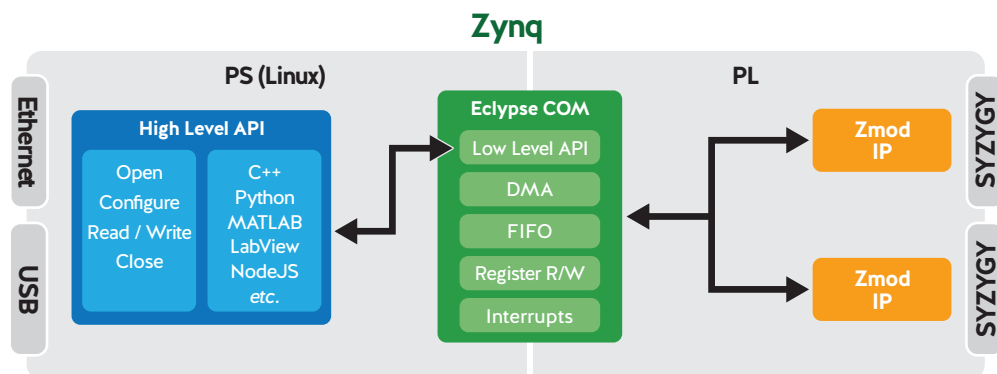 Zynq
PS (Linux)
PL
Ethernet
USB
High Level API
Open
Configure
Read / Write
Close
C++
Python
MATLAB
LabView
NodeJS
etc.
Eclypse COM
Low Level API
DMA
FIFO
Register R/W
Interrupts
Zmod
IP
Zmod
IP
SYZYGY
SYZYGY